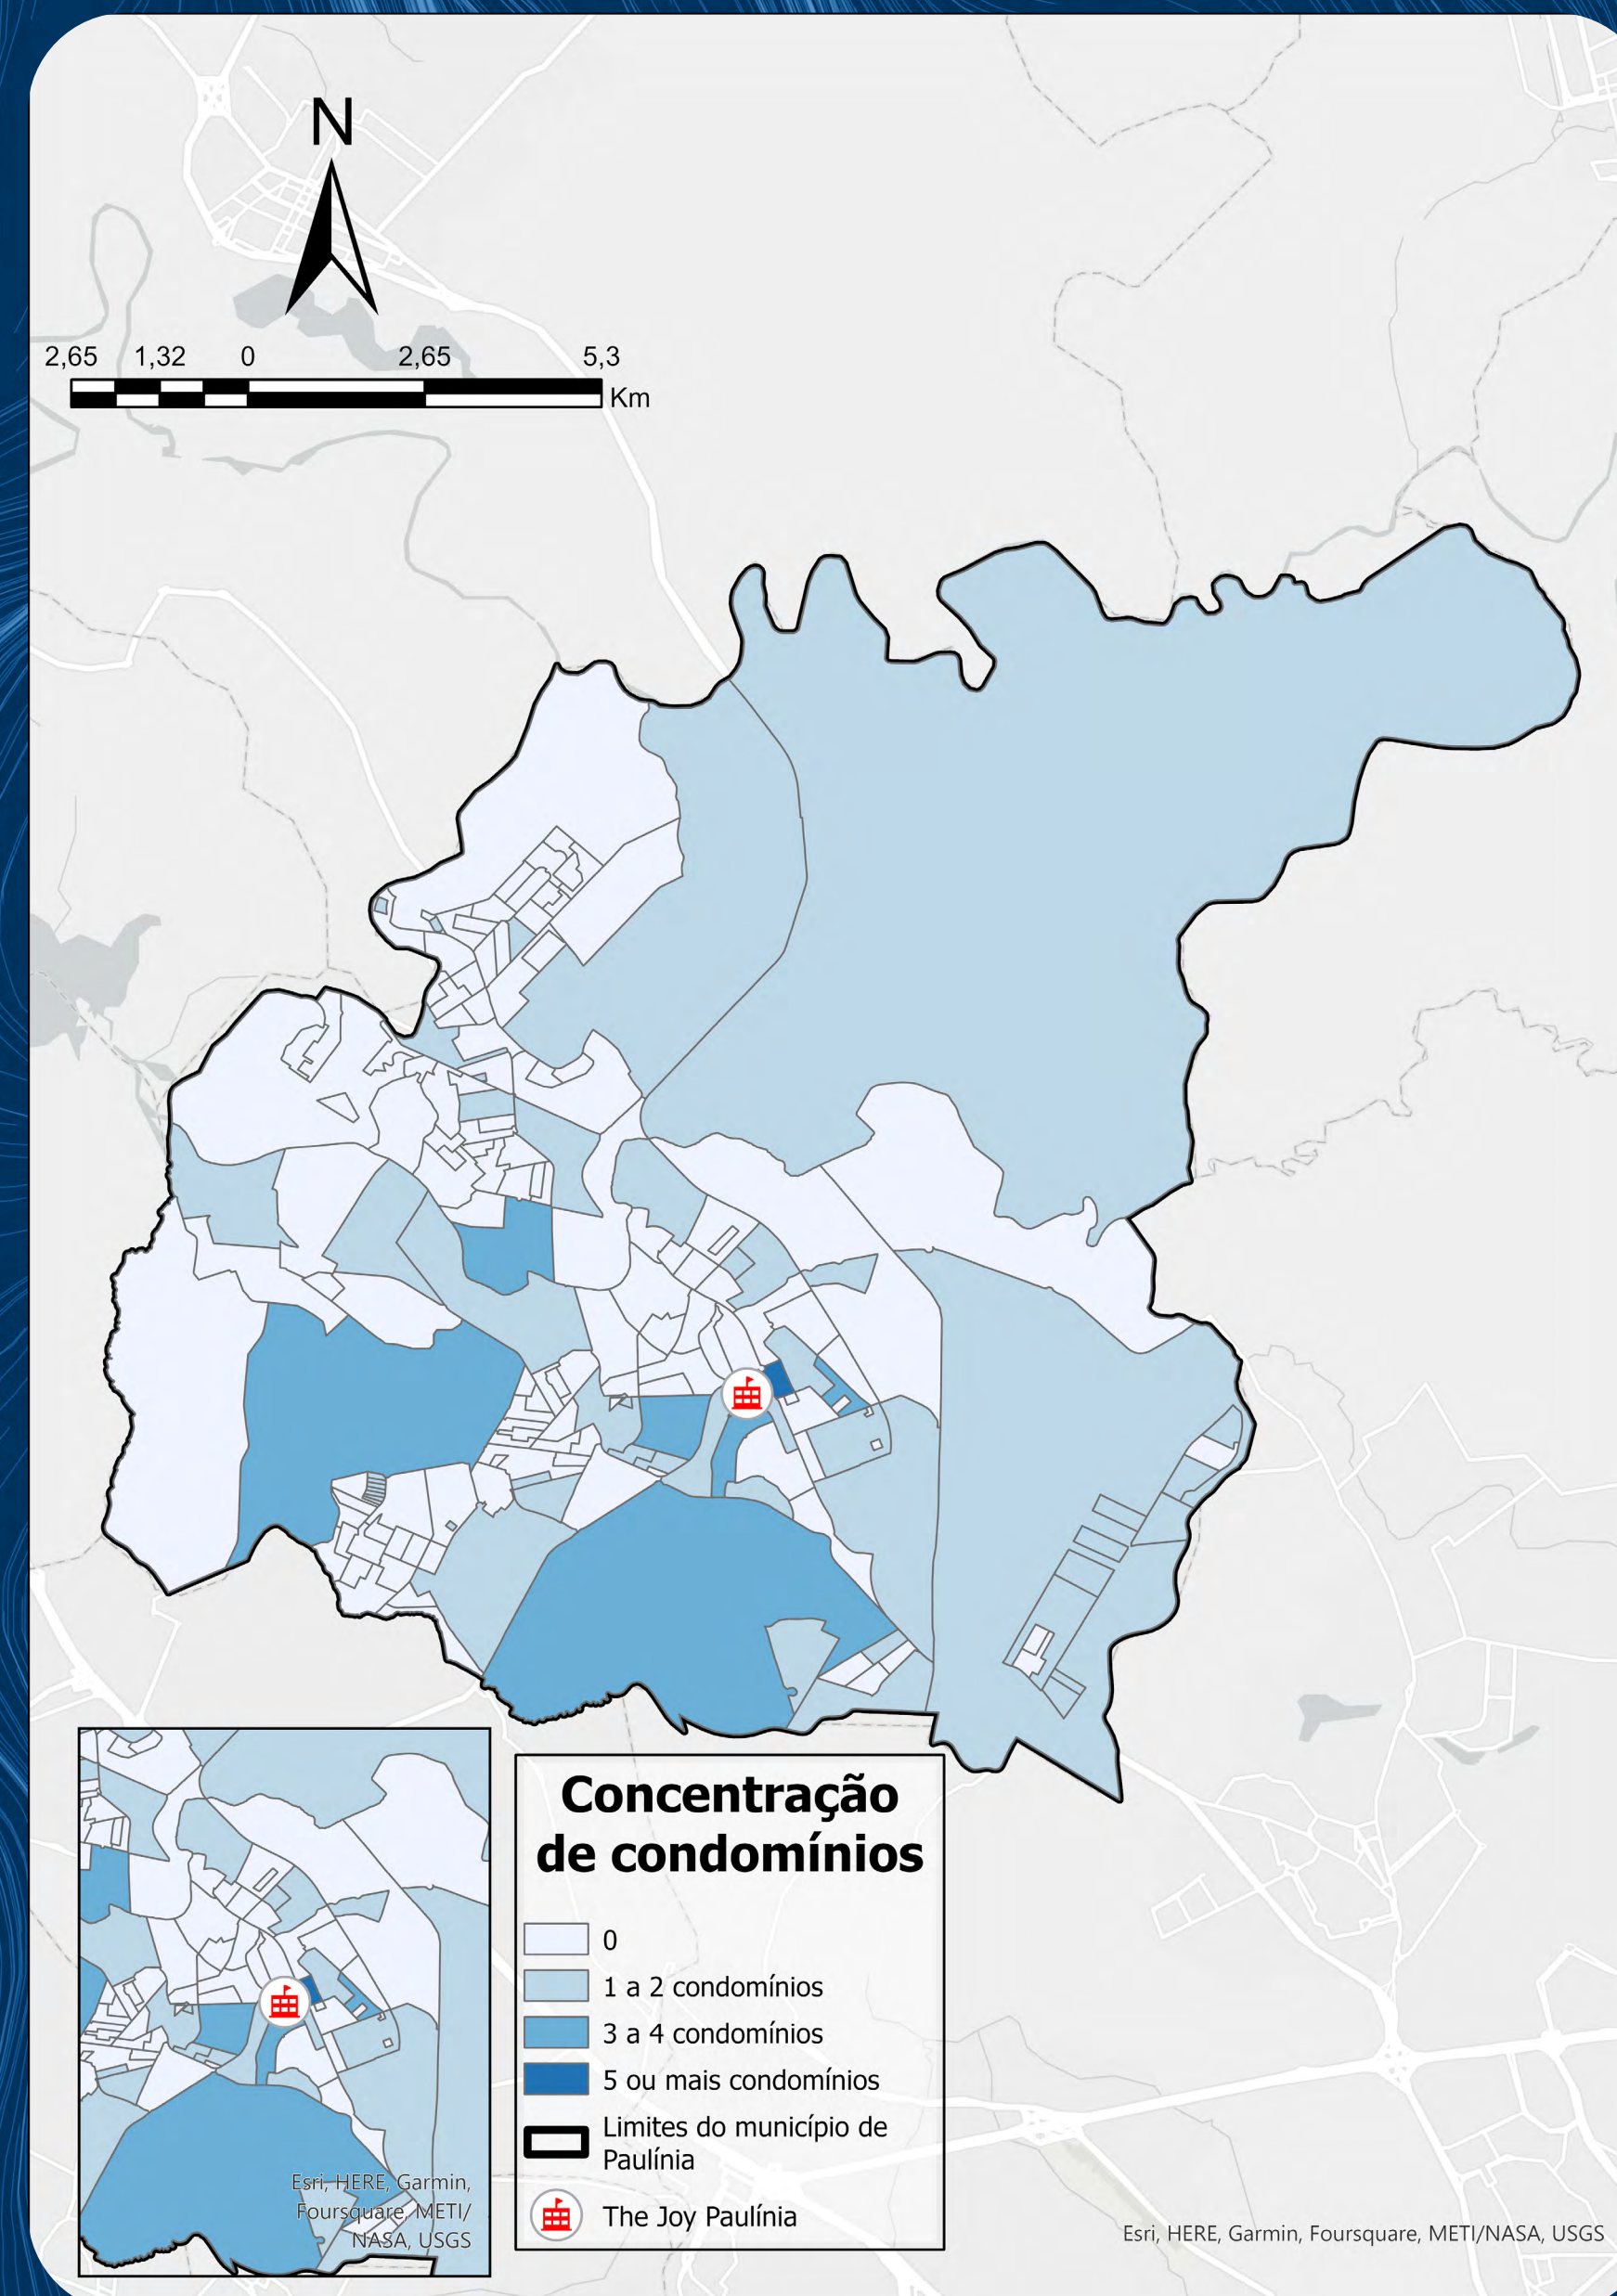 N
2,65 1,32 0 2,65 5,3
Km
Concentração
de condomínios
0
1 a 2 condomínios
3 a 4 condomínios
5 ou mais condomínios
Limites do município de
Paulínia
The Joy Paulínia
Esri, HERE, Garmin,
Foursquare, METI/
NASA, USGS
Esri, HERE, Garmin, Foursquare, METI/NASA, USGS